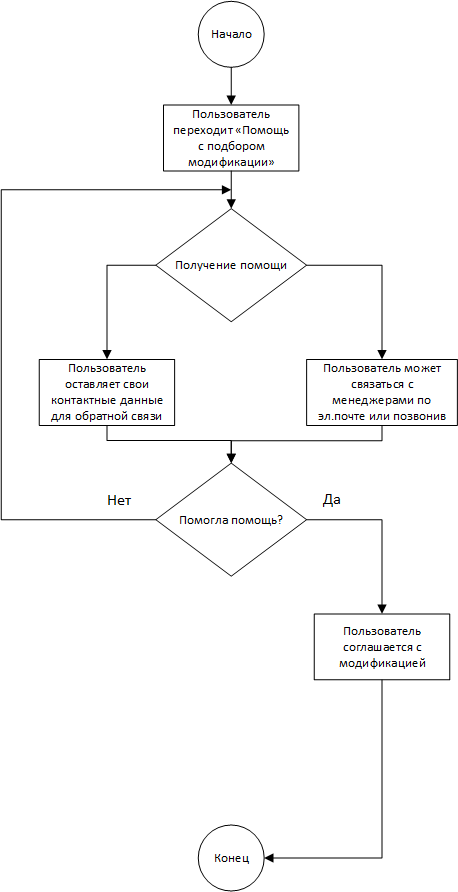 Начало
Пользователь
переходит «Помощь
с подбором
модификации»
Получение помощи
Пользователь
оставляет свои
контактные данные
для обратной связи
Пользователь может
связаться с
менеджерами по
эл.почте или позвонив
Нет
Помогла помощь?
Да
Пользователь
соглашается с
модификацией
Конец